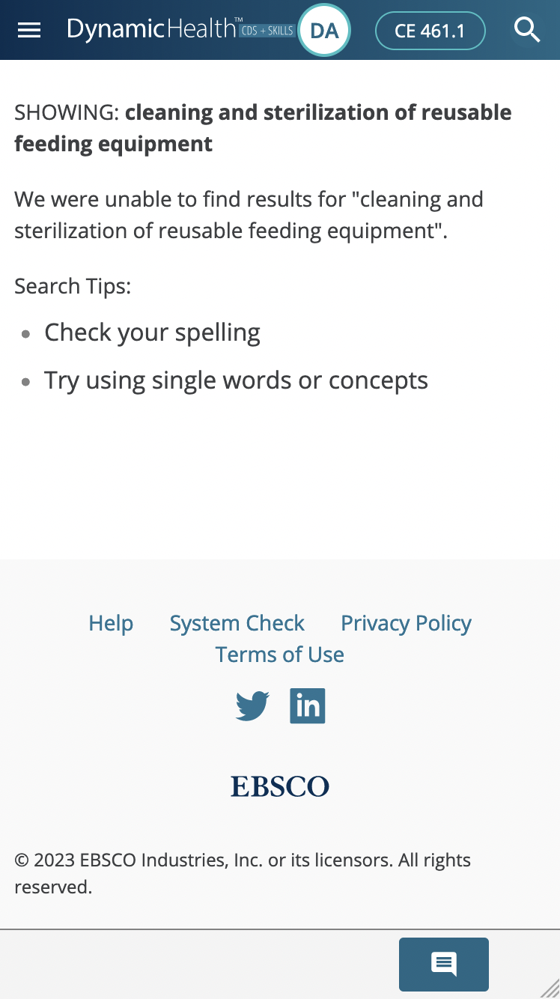 DynamicHealth™ CDS + SKILLS DA CE 461.1
SHOWING: cleaning and sterilization of reusable
feeding equipment
We were unable to find results for "cleaning and
sterilization of reusable feeding equipment".
Search Tips:
Check your spelling
Try using single words or concepts
Help System Check Privacy Policy
Terms of Use
in
EBSCO
© 2023 EBSCO Industries, Inc. or its licensors. All rights
reserved.